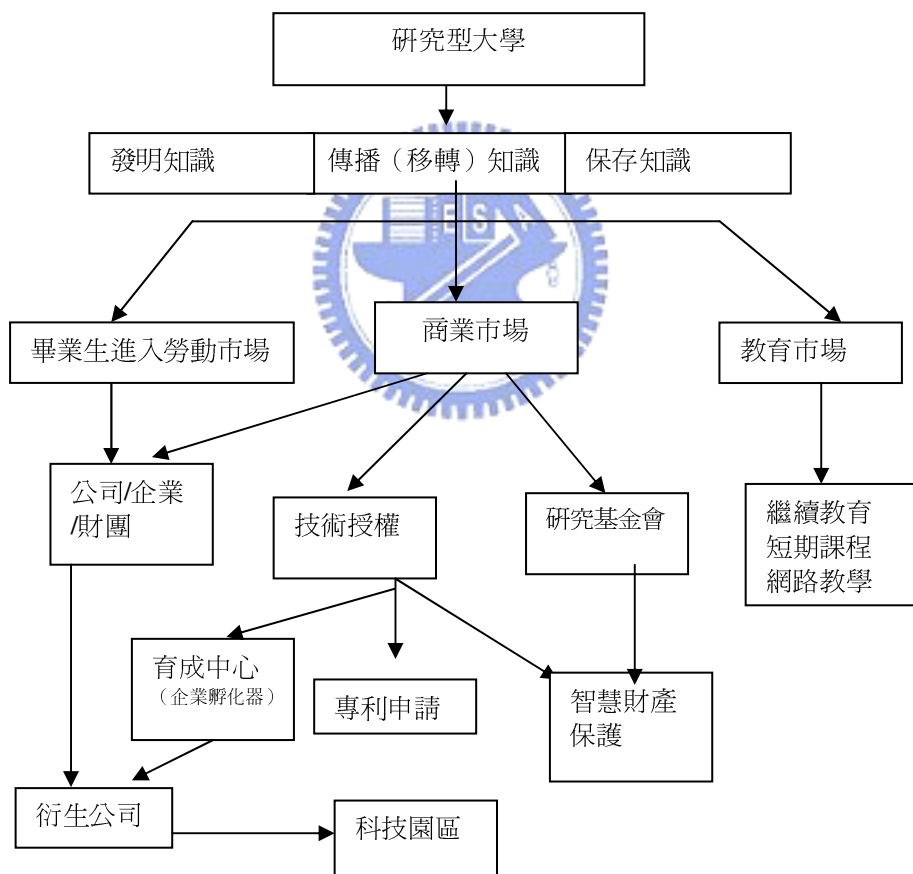 研究型大學
發明知識
傳播（移轉）知識
保存知識
E S A
畢業生進入勞動市場
商業市場
教育市場
公司/企業
/財團
技術授權
研究基金會
繼續教育
短期課程
網路教學
育成中心
（企業孵化器）
專利申請
智慧財產
保護
衍生公司
科技園區